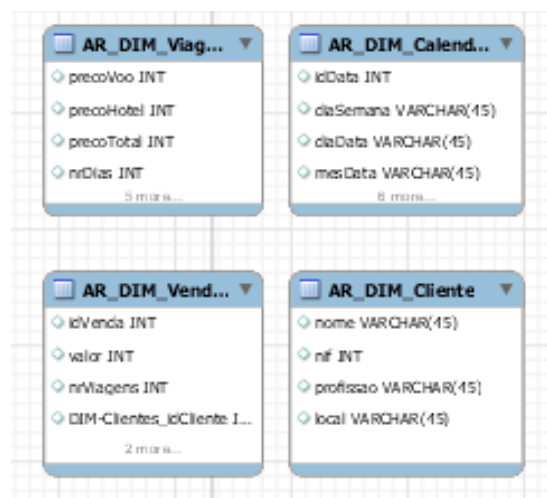 AR_DIM_Viag...
precoVoo INT
precoHotel INT
precoTotal INT
nrDias INT
5 more...
AR_DIM_Calend...
idData INT
diaSemana VARCHAR(45)
diaData VARCHAR(45)
mesData VARCHAR(45)
6 more...
AR_DIM_Vend...
idVenda INT
valor INT
nrViagens INT
DIM-Clientes_idCliente I...
2 more...
AR_DIM_Cliente
nome VARCHAR(45)
nif INT
profissao VARCHAR(45)
local VARCHAR(45)